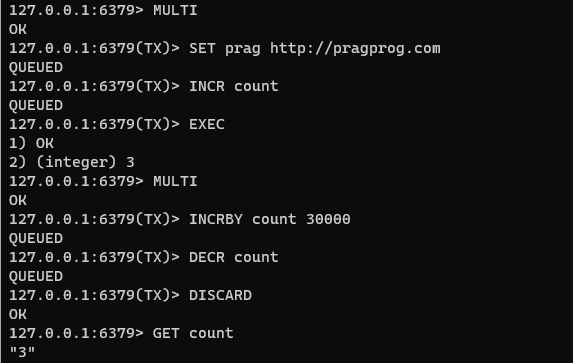 127.0.0.1:6379> MULTI
OK
127.0.0.1:6379(TX)> SET prag http://pragprog.com
QUEUED
127.0.0.1:6379(TX)> INCR count
QUEUED
127.0.0.1:6379(TX)> EXEC
1) OK
2) (integer) 3
127.0.0.1:6379> MULTI
OK
127.0.0.1:6379(TX)> INCRBY count 30000
QUEUED
127.0.0.1:6379(TX)> DECR count
QUEUED
127.0.0.1:6379(TX)> DISCARD
OK
127.0.0.1:6379> GET count
"3"